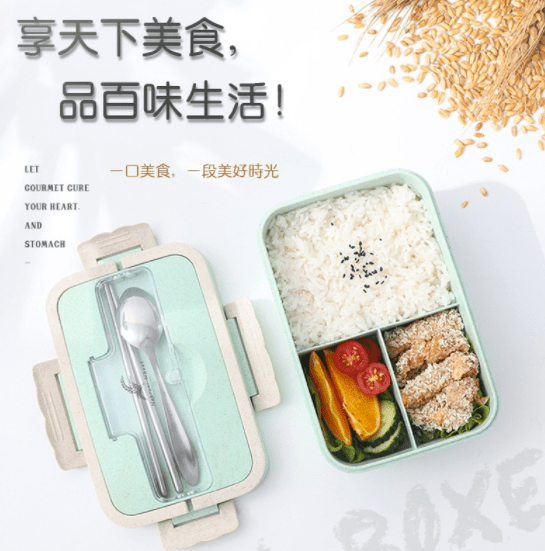 享天下美食,
品百味生活!
LET
GOURMET CURE
YOUR HEART.
AND
STOMACH
一口美食，一段美好時光
BOXE